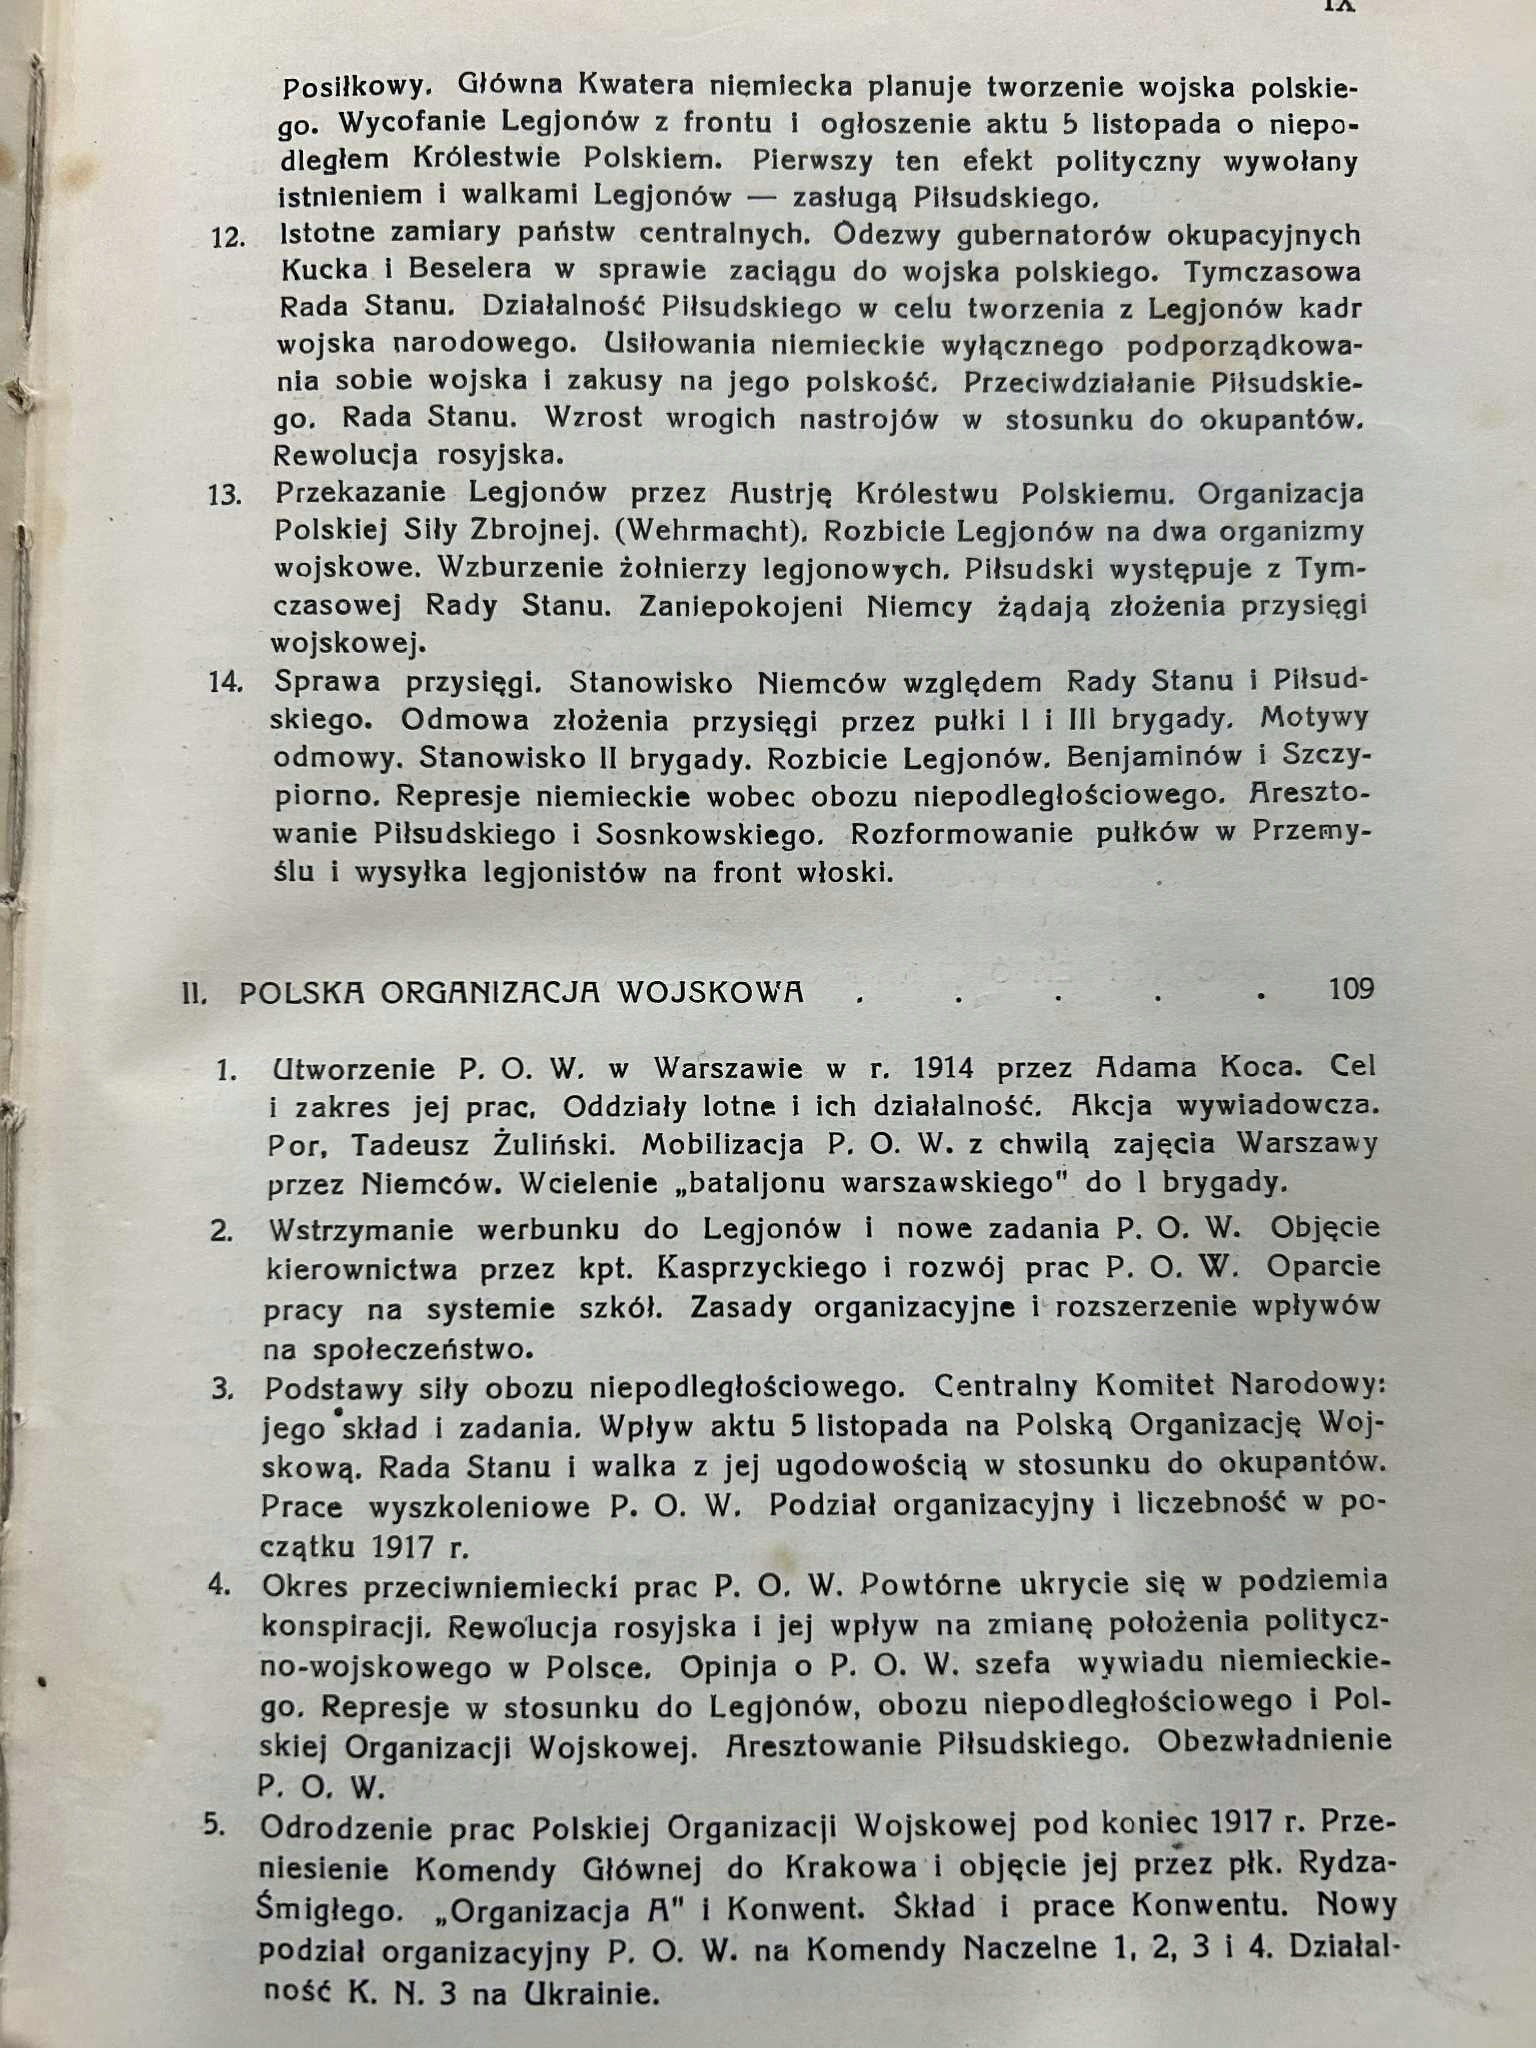 IX
Posiłkowy. Główna Kwatera niemiecka planuje tworzenie wojska polskie-
go. Wycofanie Legjonów z frontu i ogłoszenie aktu 5 listopada o niepo-
dległem Królestwie Polskiem. Pierwszy ten efekt polityczny wywołany
istnieniem i walkami Legjonów — zasługą Piłsudskiego.
12. Istotne zamiary państw centralnych. Odezwy gubernatorów okupacyjnych
Kucka i Beselera w sprawie zaciągu do wojska polskiego. Tymczasowa
Rada Stanu. Działalność Piłsudskiego w celu tworzenia z Legjonów kadr
wojska narodowego. Usiłowania niemieckie wyłącznego podporządkowa-
nia sobie wojska i zakusy na jego polskość. Przeciwdziałanie Piłsudskie-
go. Rada Stanu. Wzrost wrogich nastrojów w stosunku do okupantów.
Rewolucja rosyjska.
13. Przekazanie Legjonów przez Austrję Królestwu Polskiemu. Organizacja
Polskiej Siły Zbrojnej. (Wehrmacht). Rozbicie Legjonów na dwa organizmy
wojskowe. Wzburzenie żołnierzy legjonowych. Piłsudski występuje z Tym-
czasowej Rady Stanu. Zaniepokojeni Niemcy żądają złożenia przysięgi
wojskowej.
14. Sprawa przysięgi. Stanowisko Niemców względem Rady Stanu i Piłsud-
skiego. Odmowa złożenia przysięgi przez pułki I i III brygady. Motywy
odmowy. Stanowisko II brygady. Rozbicie Legjonów. Benjaminów i Szczy-
piorno. Represje niemieckie wobec obozu niepodległościowego. Areszto-
wanie Piłsudskiego i Sosnkowskiego. Rozformowanie pułków w Przemy-
ślu i wysyłka legjonistów na front włoski.
II. POLSKA ORGANIZACJA WOJSKOWA . . . . . 109
1. Utworzenie P. O. W. w Warszawie w r. 1914 przez Adama Koca. Cel
i zakres jej prac. Oddziały lotne i ich działalność. Akcja wywiadowcza.
Por. Tadeusz Żuliński. Mobilizacja P. O. W. z chwilą zajęcia Warszawy
przez Niemców. Wcielenie „bataljonu warszawskiego" do I brygady.
2. Wstrzymanie werbunku do Legjonów i nowe zadania P. O. W. Objęcie
kierownictwa przez kpt. Kasprzyckiego i rozwój prac P. O. W. Oparcie
pracy na systemie szkół. Zasady organizacyjne i rozszerzenie wpływów
na społeczeństwo.
3. Podstawy siły obozu niepodległościowego. Centralny Komitet Narodowy:
jego skład i zadania. Wpływ aktu 5 listopada na Polską Organizację Woj-
skową. Rada Stanu i walka z jej ugodowością w stosunku do okupantów.
Prace wyszkoleniowe P. O. W. Podział organizacyjny i liczebność w po-
czątku 1917 r.
4. Okres przeciwniemiecki prac P. O. W. Powtórne ukrycie się w podziemia
konspiracji. Rewolucja rosyjska i jej wpływ na zmianę położenia politycz-
no-wojskowego w Polsce. Opinja o P. O. W. szefa wywiadu niemieckie-
go. Represje w stosunku do Legjonów, obozu niepodległościowego i Pol-
skiej Organizacji Wojskowej. Aresztowanie Piłsudskiego. Obezwładnienie
P. O. W.
5. Odrodzenie prac Polskiej Organizacji Wojskowej pod koniec 1917 r. Prze-
niesienie Komendy Głównej do Krakowa i objęcie jej przez płk. Rydza-
Śmigłego. „Organizacja A" i Konwent. Skład i prace Konwentu. Nowy
podział organizacyjny P. O. W. na Komendy Naczelne 1, 2, 3 i 4. Działal-
ność K. N. 3 na Ukrainie.